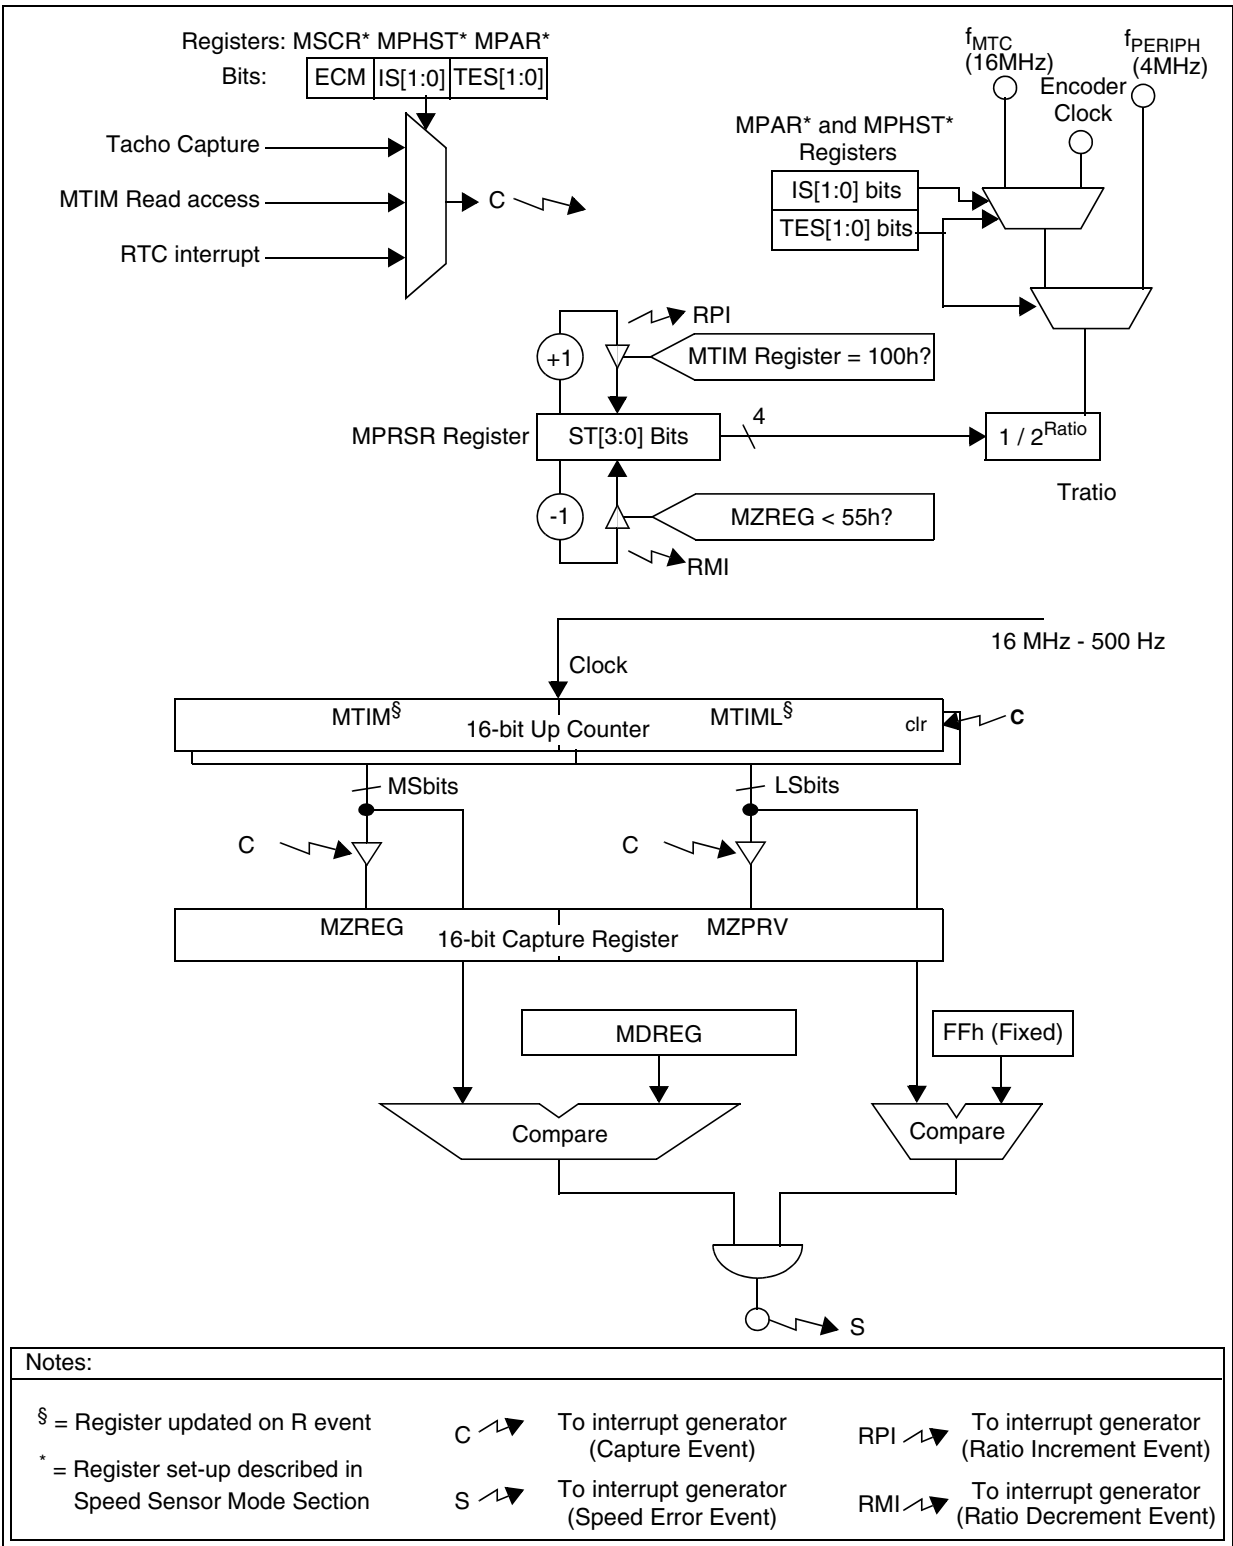 Registers: MSCR* MPHST* MPAR*
Bits: ECM IS[1:0] TES[1:0]
fMTC
(16MHz)
fPERIPH
(4MHz)
Encoder
Clock
Tacho Capture
MTIM Read access
RTC interrupt
C
MPAR* and MPHST*
Registers
IS[1:0] bits
TES[1:0] bits
RPI
+1
MTIM Register = 100h?
MPRSR Register
ST[3:0] Bits
4
1 / 2Ratio
Tratio
-1
MZREG < 55h?
RMI
16 MHz - 500 Hz
Clock
MTIM§
MTIML§
16-bit Up Counter
clr
C
MSbits
LSbits
C
C
MZREG
MZPRV
16-bit Capture Register
MDREG
FFh (Fixed)
Compare
Compare
S
Notes:
§ = Register updated on R event
* = Register set-up described in
Speed Sensor Mode Section
C
To interrupt generator
(Capture Event)
S
To interrupt generator
(Speed Error Event)
RPI
To interrupt generator
(Ratio Increment Event)
RMI
To interrupt generator
(Ratio Decrement Event)